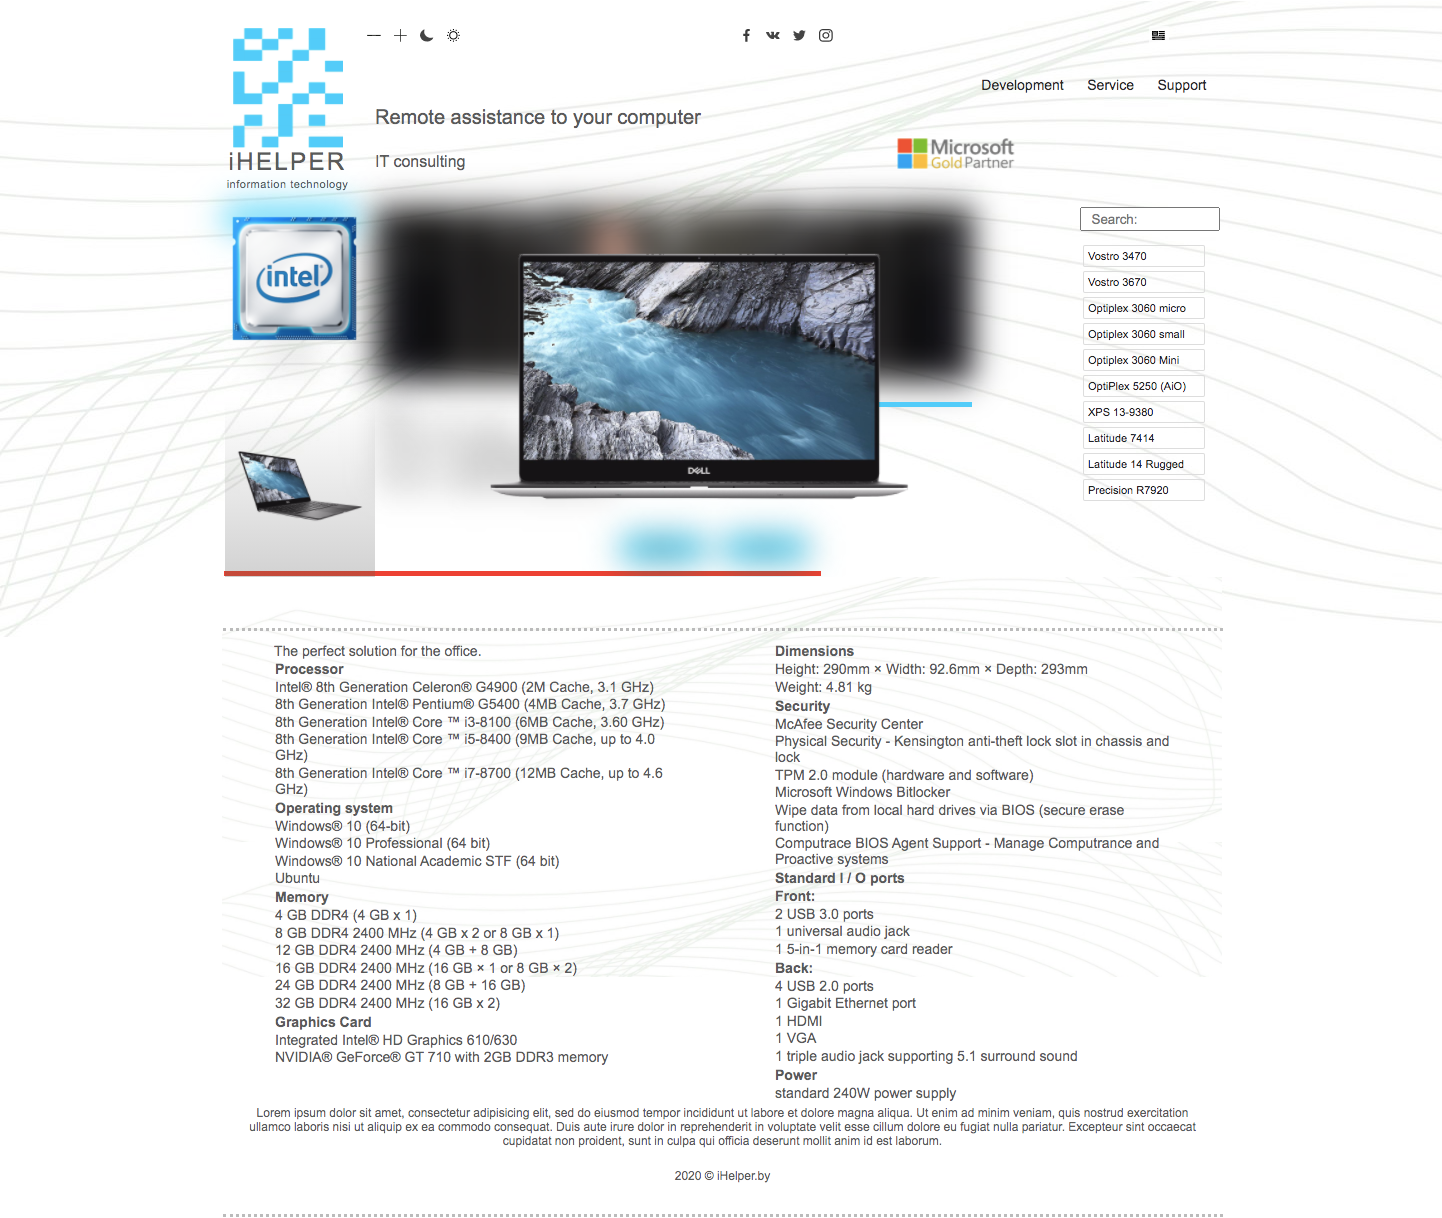 Development Service Support
Remote assistance to your computer
Microsoft
Gold Partner
iHELPER
IT consulting
information technology
Search:
intel
Vostro 3470
Vostro 3670
Optiplex 3060 micro
Optiplex 3060 small
Optiplex 3060 Mini
OptiPlex 5250 (AiO)
XPS 13-9380
Latitude 7414
Latitude 14 Rugged
Precision R7920
DELL
The perfect solution for the office.
Processor
Intel® 8th Generation Celeron® G4900 (2M Cache, 3.1 GHz)
8th Generation Intel® Pentium® G5400 (4MB Cache, 3.7 GHz)
8th Generation Intel® Core ™ i3-8100 (6MB Cache, 3.60 GHz)
8th Generation Intel® Core ™ i5-8400 (9MB Cache, up to 4.0
GHz)
8th Generation Intel® Core ™ i7-8700 (12MB Cache, up to 4.6
GHz)
Operating system
Windows® 10 (64-bit)
Windows® 10 Professional (64 bit)
Windows® 10 National Academic STF (64 bit)
Ubuntu
Memory
4 GB DDR4 (4 GB x 1)
8 GB DDR4 2400 MHz (4 GB x 2 or 8 GB x 1)
12 GB DDR4 2400 MHz (4 GB + 8 GB)
16 GB DDR4 2400 MHz (16 GB × 1 or 8 GB × 2)
24 GB DDR4 2400 MHz (8 GB + 16 GB)
32 GB DDR4 2400 MHz (16 GB x 2)
Graphics Card
Integrated Intel® HD Graphics 610/630
NVIDIA® GeForce® GT 710 with 2GB DDR3 memory
Dimensions
Height: 290mm × Width: 92.6mm × Depth: 293mm
Weight: 4.81 kg
Security
McAfee Security Center
Physical Security - Kensington anti-theft lock slot in chassis and
lock
TPM 2.0 module (hardware and software)
Microsoft Windows Bitlocker
Wipe data from local hard drives via BIOS (secure erase
function)
Computrace BIOS Agent Support - Manage Computrance and
Proactive systems
Standard I / O ports
Front:
2 USB 3.0 ports
1 universal audio jack
1 5-in-1 memory card reader
Back:
4 USB 2.0 ports
1 Gigabit Ethernet port
1 HDMI
1 VGA
1 triple audio jack supporting 5.1 surround sound
Power
standard 240W power supply
Lorem ipsum dolor sit amet, consectetur adipisicing elit, sed do eiusmod tempor incididunt ut labore et dolore magna aliqua. Ut enim ad minim veniam, quis nostrud exercitation
ullamco laboris nisi ut aliquip ex ea commodo consequat. Duis aute irure dolor in reprehenderit in voluptate velit esse cillum dolore eu fugiat nulla pariatur. Excepteur sint occaecat
cupidatat non proident, sunt in culpa qui officia deserunt mollit anim id est laborum.
2020 © iHelper.by